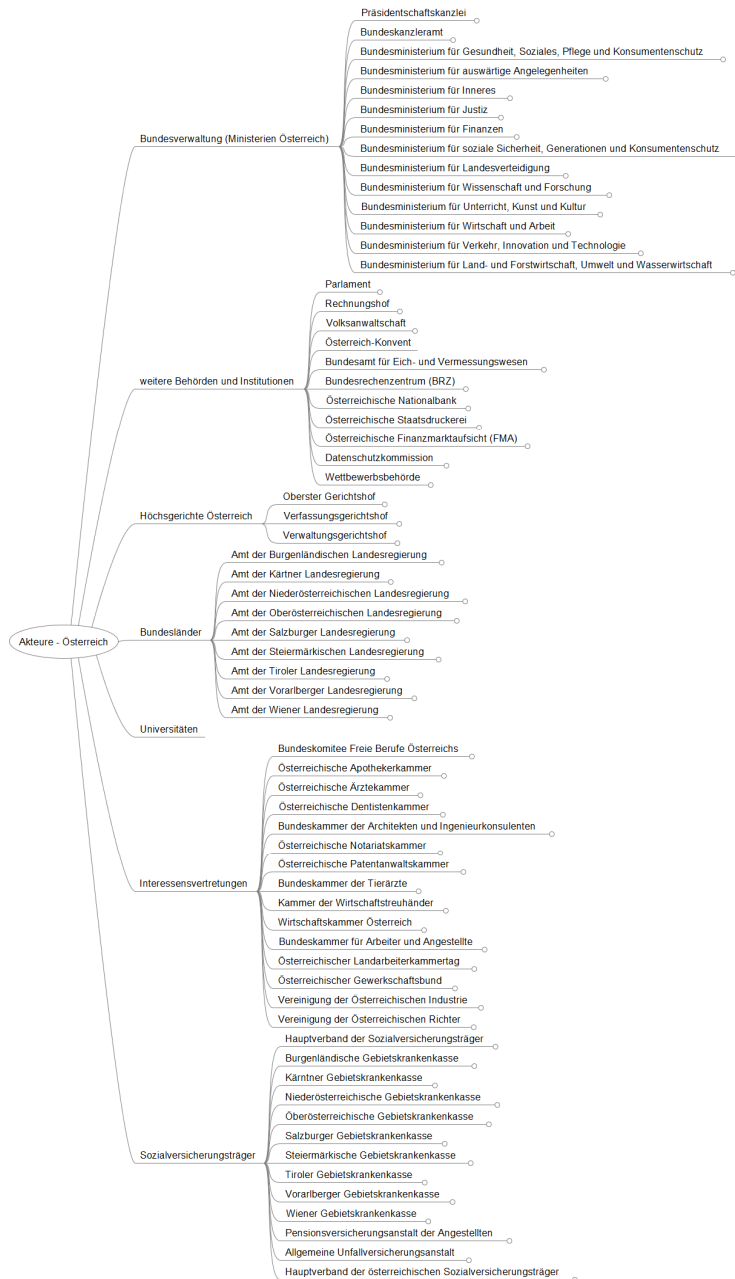 Akteure - Österreich
Bundesverwaltung (Ministerien Österreich)
Präsidentschaftskanzlei
Bundeskanzleramt
Bundesministerium für Gesundheit, Soziales, Pflege und Konsumentenschutz
Bundesministerium für auswärtige Angelegenheiten
Bundesministerium für Inneres
Bundesministerium für Justiz
Bundesministerium für Finanzen
Bundesministerium für soziale Sicherheit, Generationen und Konsumentenschutz
Bundesministerium für Landesverteidigung
Bundesministerium für Wissenschaft und Forschung
Bundesministerium für Unterricht, Kunst und Kultur
Bundesministerium für Wirtschaft und Arbeit
Bundesministerium für Verkehr, Innovation und Technologie
Bundesministerium für Land- und Forstwirtschaft, Umwelt und Wasserwirtschaft
weitere Behörden und Institutionen
Parlament
Rechnungshof
Volksanwaltschaft
Österreich-Konvent
Bundesamt für Eich- und Vermessungswesen
Bundesrechenzentrum (BRZ)
Österreichische Nationalbank
Österreichische Staatsdruckerei
Österreichische Finanzmarktaufsicht (FMA)
Datenschutzkommission
Wettbewerbsbehörde
Höchsgerichte Österreich
Oberster Gerichtshof
Verfassungsgerichtshof
Verwaltungsgerichtshof
Bundesländer
Amt der Burgenländischen Landesregierung
Amt der Kärtner Landesregierung
Amt der Niederösterreichischen Landesregierung
Amt der Oberösterreichischen Landesregierung
Amt der Salzburger Landesregierung
Amt der Steiermärkischen Landesregierung
Amt der Tiroler Landesregierung
Amt der Vorarlberger Landesregierung
Amt der Wiener Landesregierung
Universitäten
Interessensvertretungen
Bundeskomitee Freie Berufe Österreichs
Österreichische Apothekerkammer
Österreichische Ärztekammer
Österreichische Dentistenkammer
Bundeskammer der Architekten und Ingenieurkonsulenten
Österreichische Notariatskammer
Österreichische Patentanwaltskammer
Bundeskammer der Tierärzte
Kammer der Wirtschaftstreuhänder
Wirtschaftskammer Österreich
Bundeskammer für Arbeiter und Angestellte
Österreichischer Landarbeiterkammertag
Österreichischer Gewerkschaftsbund
Vereinigung der Österreichischen Industrie
Vereinigung der Österreichischen Richter
Sozialversicherungsträger
Hauptverband der Sozialversicherungsträger
Burgenländische Gebietskrankenkasse
Kärntner Gebietskrankenkasse
Niederösterreichische Gebietskrankenkasse
Öberösterreichische Gebietskrankenkasse
Salzburger Gebietskrankenkasse
Steiermärkische Gebietskrankenkasse
Tiroler Gebietskrankenkasse
Vorarlberger Gebietskrankenkasse
Wiener Gebietskrankenkasse
Pensionsversicherungsanstalt der Angestellten
Allgemeine Unfallversicherungsanstalt
Hauptverband der österreichischen Sozialversicherungsträger